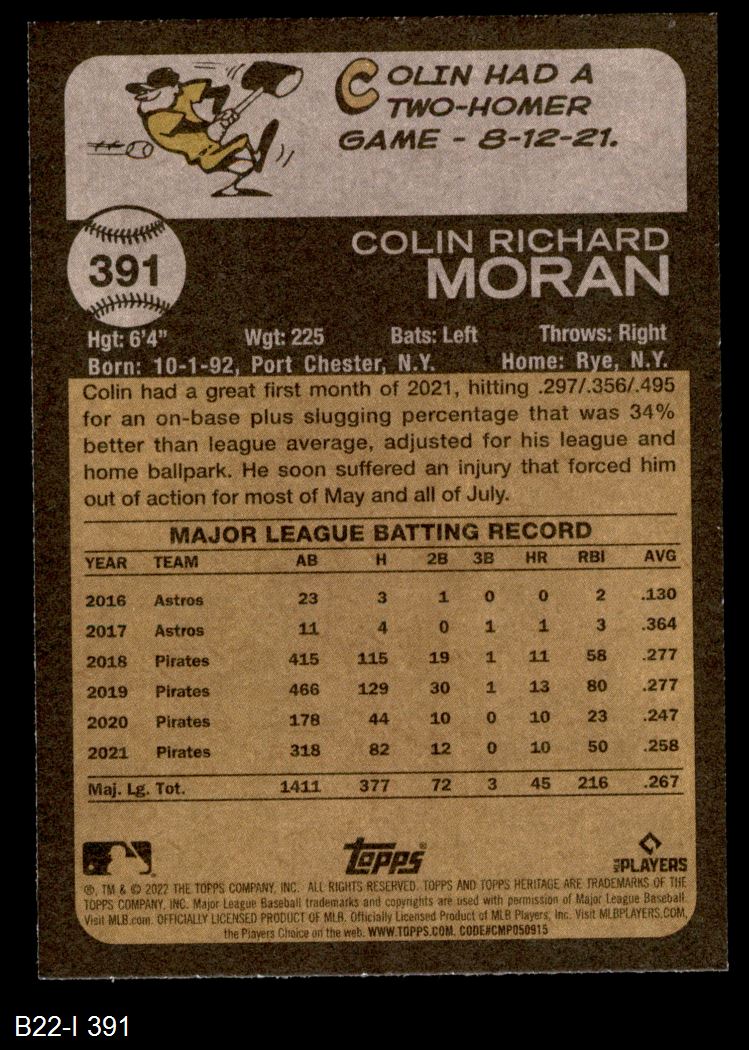 COLIN HAD A
TWO-HOMER
GAME - 8-12-21.
391
COLIN RICHARD
MORAN
Hgt: 6'4" Wgt: 225 Bats: Left Throws: Right
Born: 10-1-92, Port Chester, N.Y. Home: Rye, N.Y.
Colin had a great first month of 2021, hitting .297/.356/.495
for an on-base plus slugging percentage that was 34%
better than league average, adjusted for his league and
home ballpark. He soon suffered an injury that forced him
out of action for most of May and all of July.
MAJOR LEAGUE BATTING RECORD
YEAR TEAM AB H 2B 3B HR RBI AVG
2016 Astros 23 3 1 0 0 2 .130
2017 Astros 11 4 0 1 1 3 .364
2018 Pirates 415 115 19 1 11 58 .277
2019 Pirates 466 129 30 1 13 80 .277
2020 Pirates 178 44 10 0 10 23 .247
2021 Pirates 318 82 12 0 10 50 .258
Maj. Lg. Tot. 1411 377 72 3 45 216 .267
topps®
MLB PLAYERS
®, TM & © 2022 THE TOPPS COMPANY, INC. ALL RIGHTS RESERVED. TOPPS AND TOPPS HERITAGE ARE TRADEMARKS OF THE
TOPPS COMPANY, INC. Major League Baseball trademarks and copyrights are used with permission of Major League Baseball.
Visit MLB.com. OFFICIALLY LICENSED PRODUCT OF MLB. Officially Licensed Product of MLB Players, Inc. Visit MLBPLAYERS.COM,
the Players Choice on the web. WWW.TOPPS.COM. CODE#CMP050915
B22-I 391